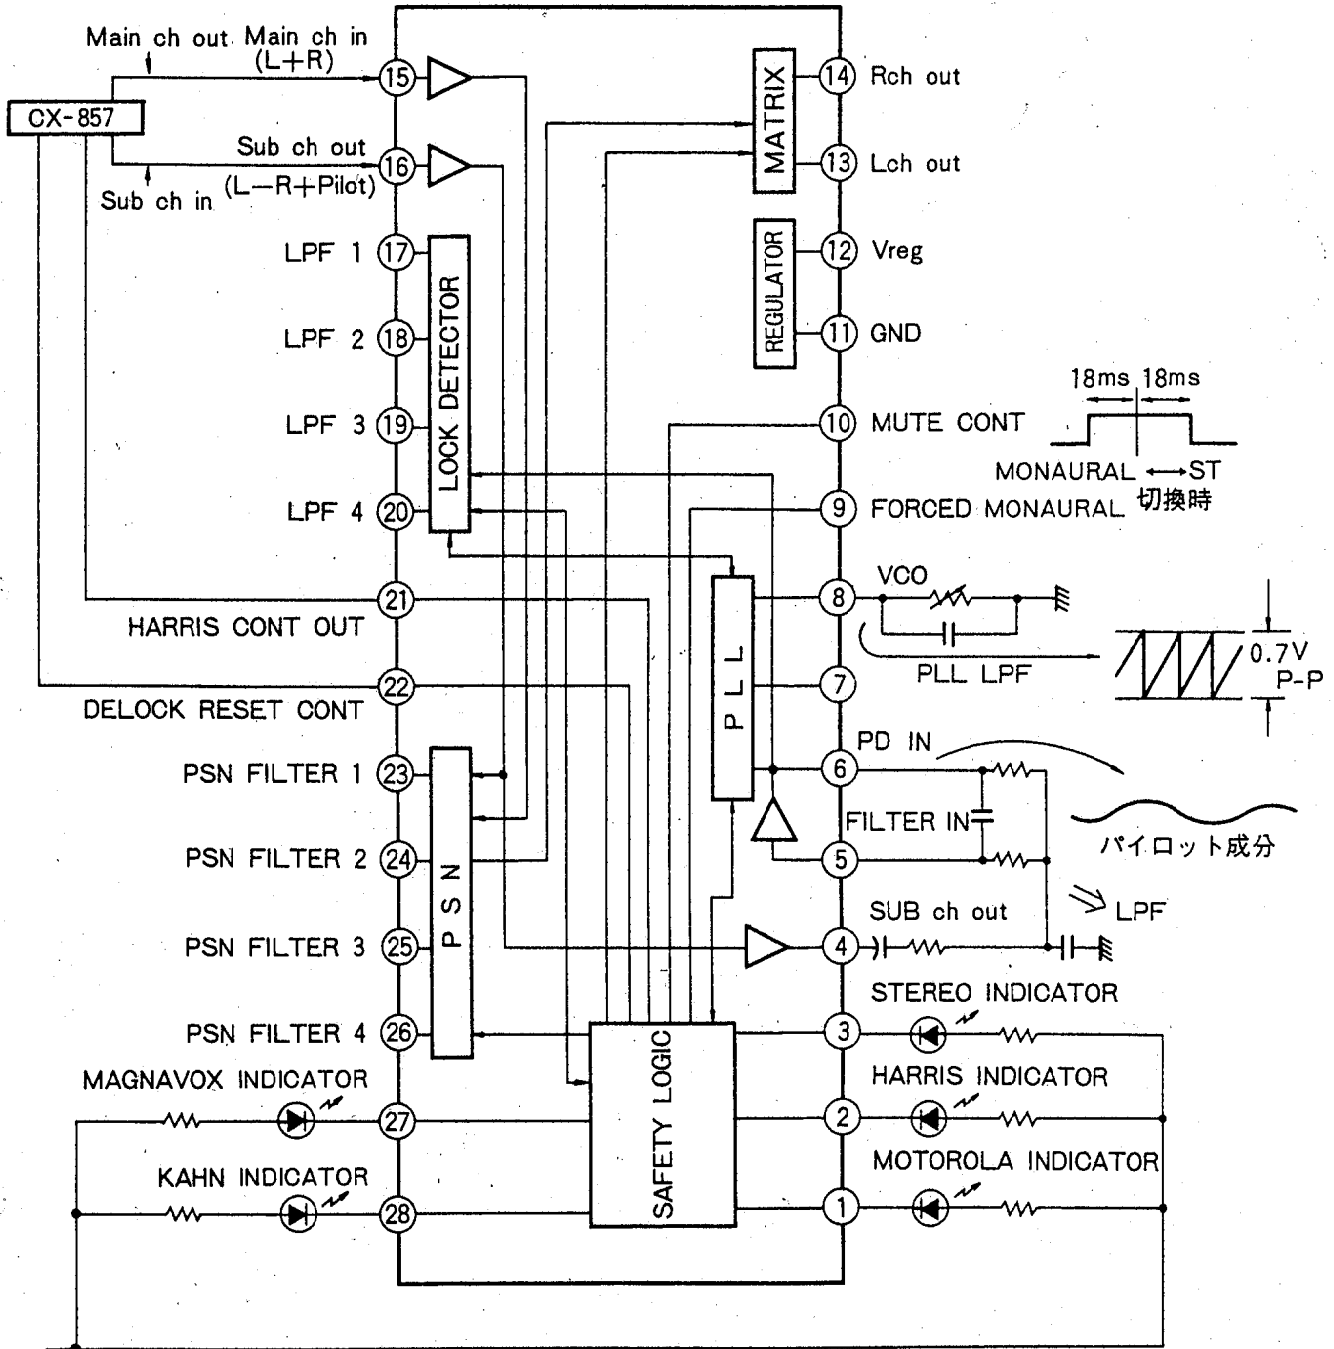 Main ch out Main ch in
(L+R)
CX-857
Sub ch out
(L-R+Pilot)
Sub ch in
15
16
LPF 1 17
LPF 2 18
LPF 3 19
LPF 4 20
LOCK DETECTOR
21
HARRIS CONT OUT
22
DELOCK RESET CONT
PSN FILTER 1 23
PSN FILTER 2 24
PSN FILTER 3 25
PSN FILTER 4 26
PSN
MAGNAVOX INDICATOR
27
KAHN INDICATOR
28
SAFETY LOGIC
MATRIX
14 Rch out
13 Lch out
REGULATOR
12 Vreg
11 GND
10 MUTE CONT
9 FORCED MONAURAL
18ms 18ms
MONAURAL ↔ ST
切換時
PLL
8
VCO
PLL LPF
0.7V
P-P
7
PD IN
6
FILTER IN
5
パイロット成分
SUB ch out
4
LPF
STEREO INDICATOR
3
HARRIS INDICATOR
2
MOTOROLA INDICATOR
1